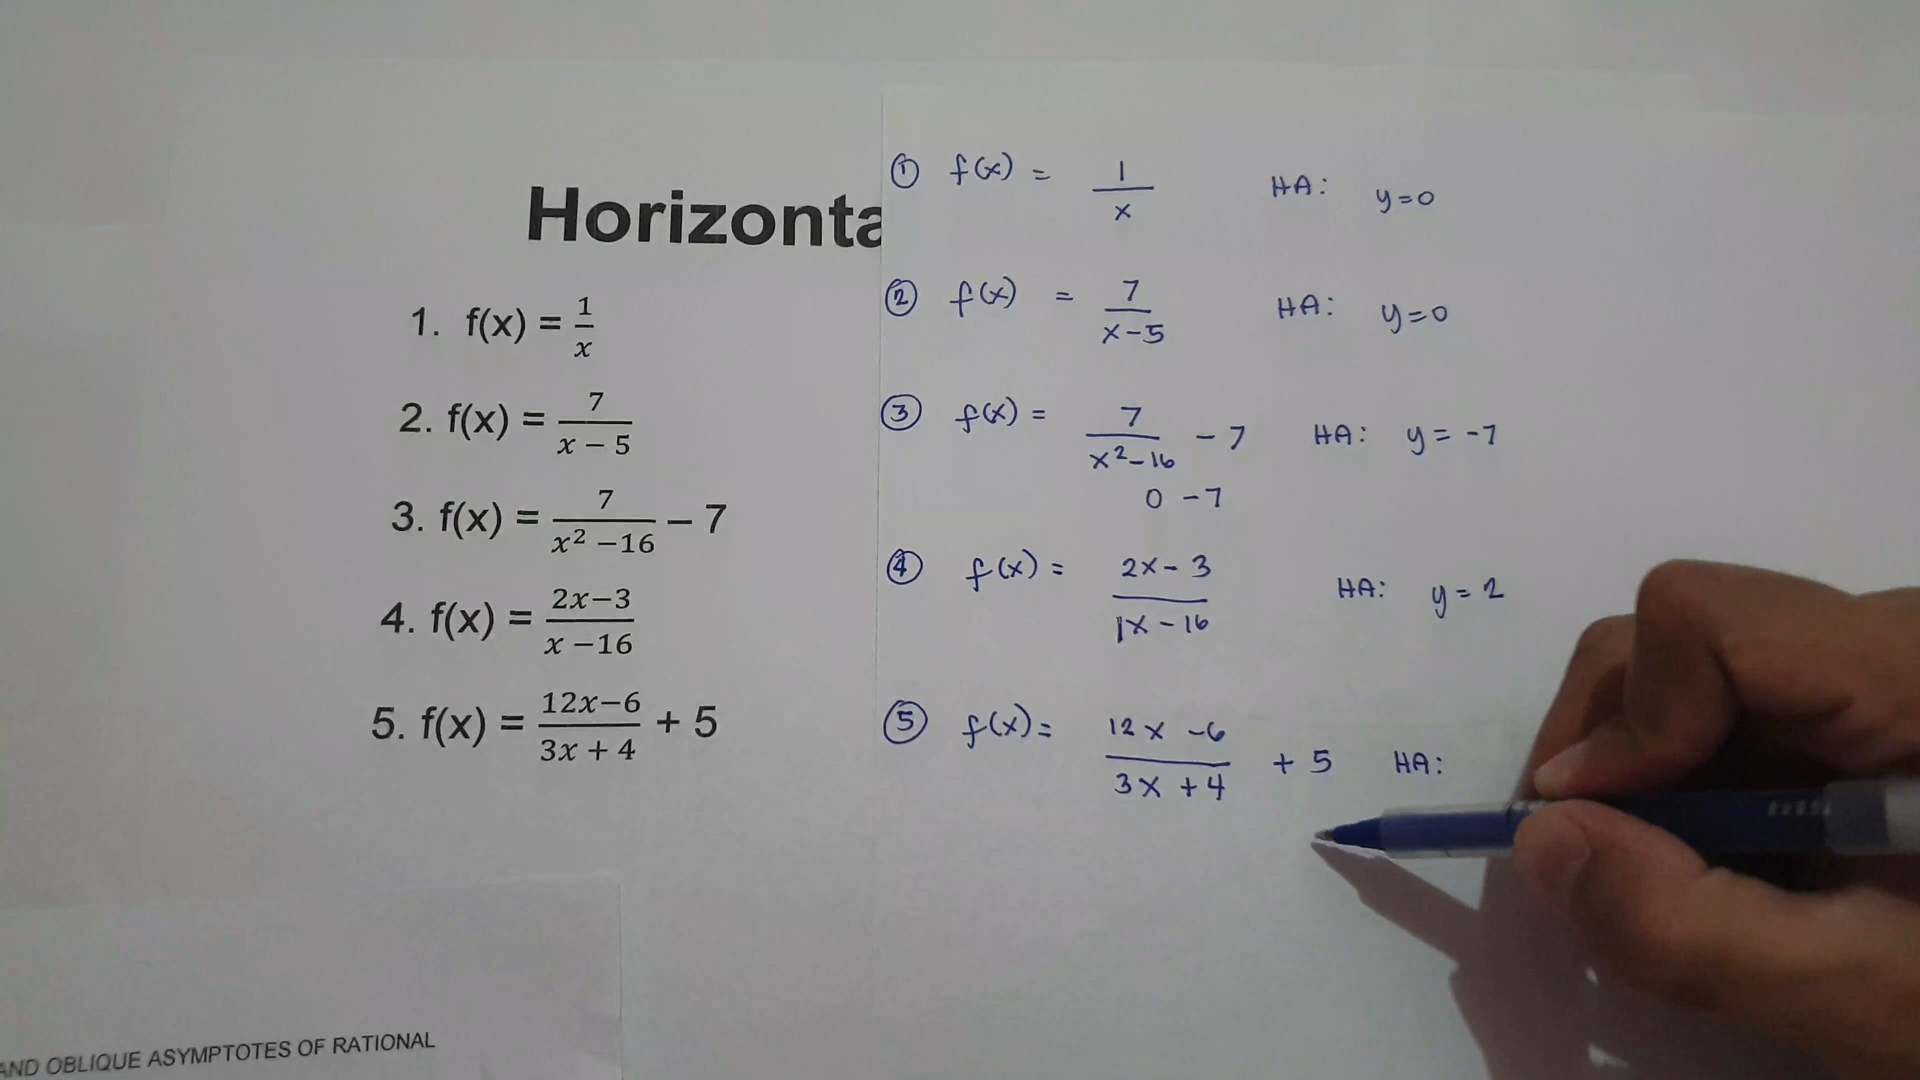 Horizonta
1. f(x) = 1/x
2. f(x) = 7/(x – 5)
3. f(x) = 7/(x² –16) – 7
4. f(x) = (2x–3)/(x –16)
5. f(x) = (12x–6)/(3x + 4) + 5
AND OBLIQUE ASYMPTOTES OF RATIONAL
① f(x) = 1/x HA: y=0
② f(x) = 7/(x-5) HA: y=0
③ f(x) = 7/(x²-16) - 7 HA: y = -7
0 - 7
④ f(x) = (2x - 3)/(1x - 16) HA: y = 2
⑤ f(x) = (12x - 6)/(3x + 4) + 5 HA: